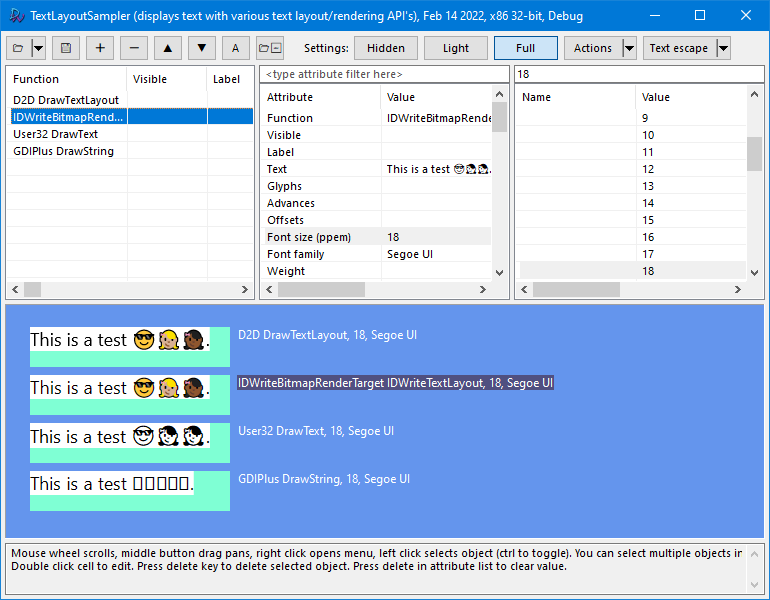 TextLayoutSampler (displays text with various text layout/rendering API's), Feb 14 2022, x86 32-bit, Debug
A Settings: Hidden Light Full Actions Text escape
Function Visible Label
D2D DrawTextLayout
IDWriteBitmapRend...
User32 DrawText
GDIPlus DrawString
<type attribute filter here>
Attribute Value
Function IDWriteBitmapRende
Visible
Label
Text This is a test 😎👧🏼👧🏿.
Glyphs
Advances
Offsets
Font size (ppem) 18
Font family Segoe UI
Weight
18
Name Value
9
10
11
12
13
14
15
16
17
18
This is a test 😎👧🏼👧🏿. D2D DrawTextLayout, 18, Segoe UI
This is a test 😎👧🏼👧🏿. IDWriteBitmapRenderTarget IDWriteTextLayout, 18, Segoe UI
This is a test 😎👧👧. User32 DrawText, 18, Segoe UI
This is a test ▯▯▯▯▯. GDIPlus DrawString, 18, Segoe UI
Mouse wheel scrolls, middle button drag pans, right click opens menu, left click selects object (ctrl to toggle). You can select multiple objects in
Double click cell to edit. Press delete key to delete selected object. Press delete in attribute list to clear value.